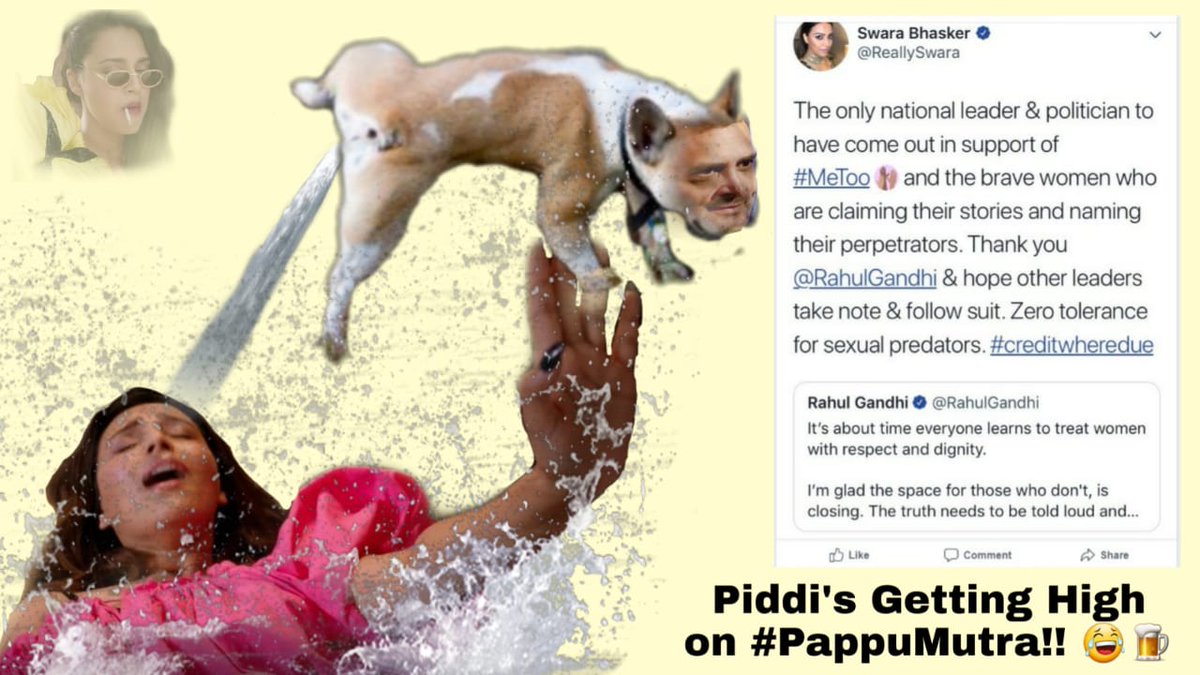 Swara Bhasker
@ReallySwara
The only national leader & politician to
have come out in support of
#MeToo and the brave women who
are claiming their stories and naming
their perpetrators. Thank you
@RahulGandhi & hope other leaders
take note & follow suit. Zero tolerance
for sexual predators. #creditwheredue
Rahul Gandhi @RahulGandhi
It's about time everyone learns to treat women
with respect and dignity.
I'm glad the space for those who don't, is
closing. The truth needs to be told loud and...
Like Comment Share
Piddi's Getting High
on #PappuMutra!! 😂🍺